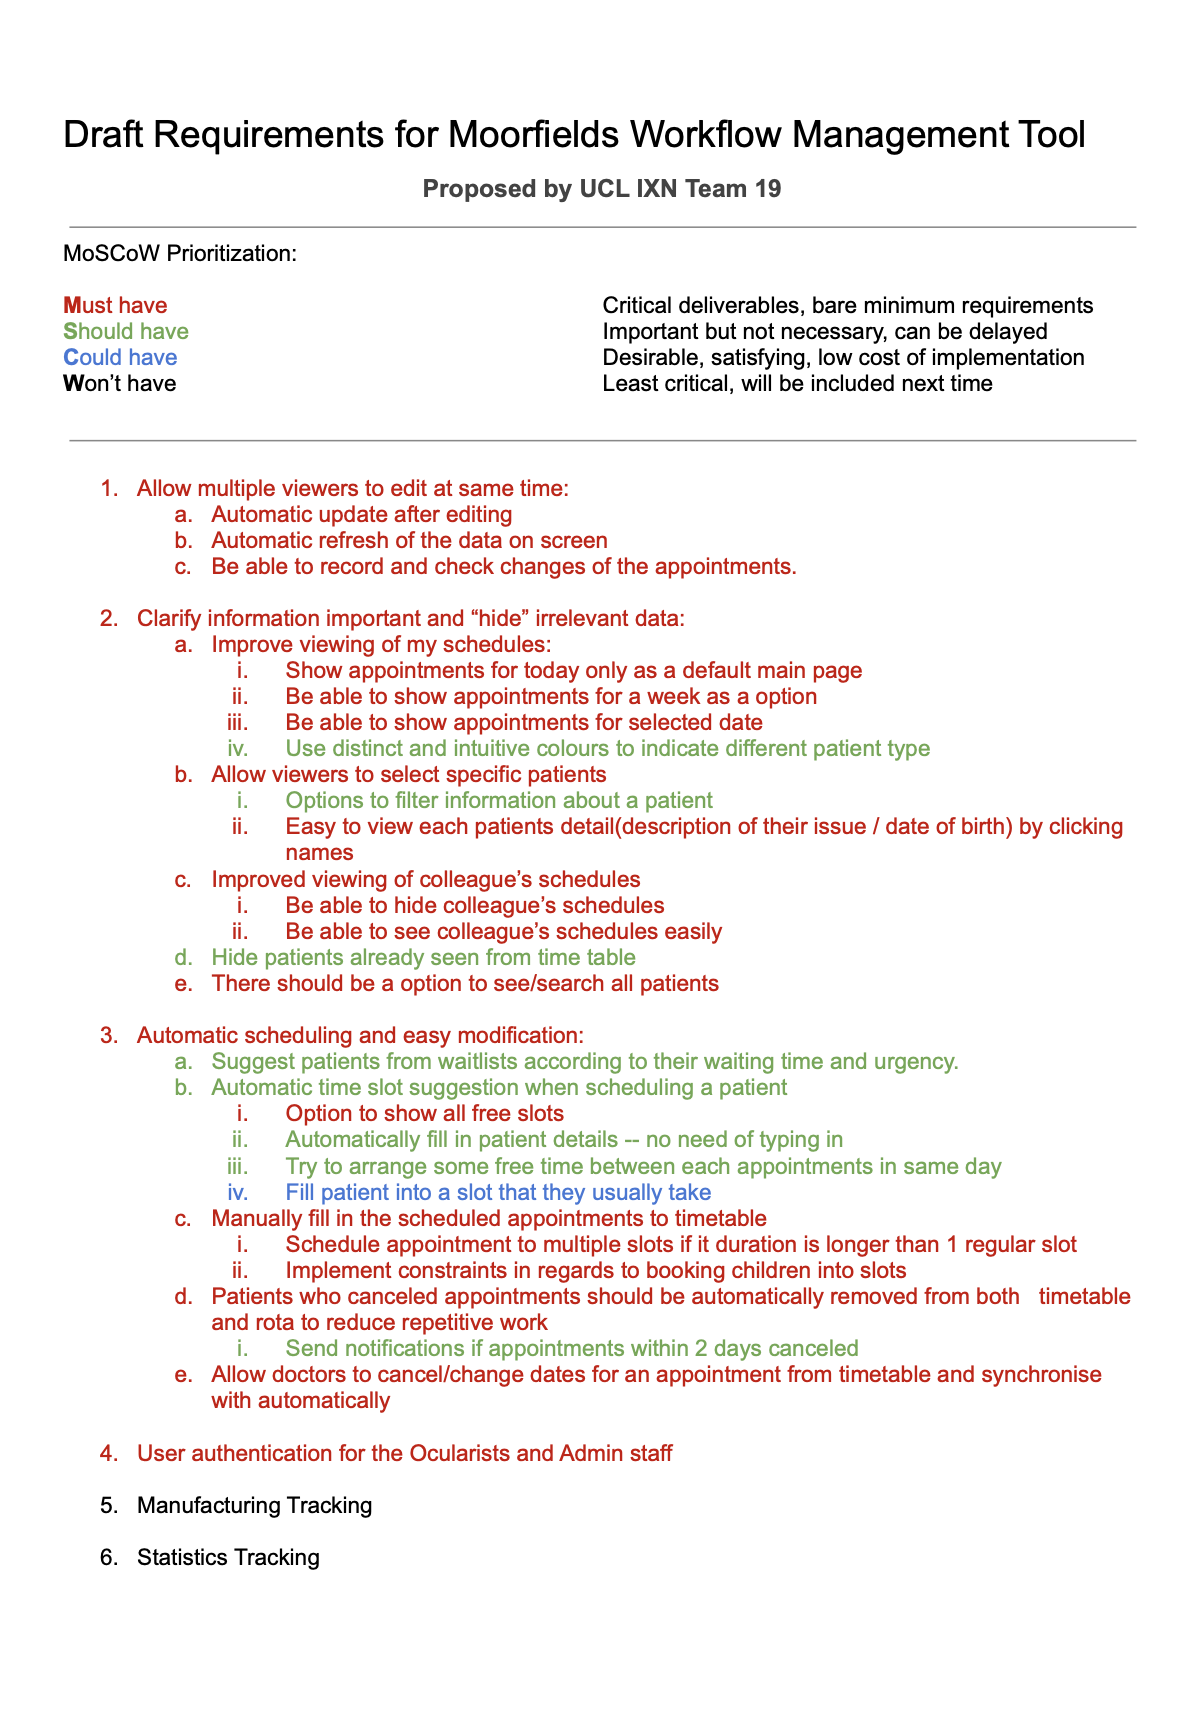 Draft Requirements for Moorfields Workflow Management Tool
Proposed by UCL IXN Team 19
MoSCoW Prioritization:
Must have Critical deliverables, bare minimum requirements
Should have Important but not necessary, can be delayed
Could have Desirable, satisfying, low cost of implementation
Won’t have Least critical, will be included next time
1. Allow multiple viewers to edit at same time:
a. Automatic update after editing
b. Automatic refresh of the data on screen
c. Be able to record and check changes of the appointments.
2. Clarify information important and “hide” irrelevant data:
a. Improve viewing of my schedules:
i. Show appointments for today only as a default main page
ii. Be able to show appointments for a week as a option
iii. Be able to show appointments for selected date
iv. Use distinct and intuitive colours to indicate different patient type
b. Allow viewers to select specific patients
i. Options to filter information about a patient
ii. Easy to view each patients detail(description of their issue / date of birth) by clicking
names
c. Improved viewing of colleague’s schedules
i. Be able to hide colleague’s schedules
ii. Be able to see colleague’s schedules easily
d. Hide patients already seen from time table
e. There should be a option to see/search all patients
3. Automatic scheduling and easy modification:
a. Suggest patients from waitlists according to their waiting time and urgency.
b. Automatic time slot suggestion when scheduling a patient
i. Option to show all free slots
ii. Automatically fill in patient details -- no need of typing in
iii. Try to arrange some free time between each appointments in same day
iv. Fill patient into a slot that they usually take
c. Manually fill in the scheduled appointments to timetable
i. Schedule appointment to multiple slots if it duration is longer than 1 regular slot
ii. Implement constraints in regards to booking children into slots
d. Patients who canceled appointments should be automatically removed from both timetable
and rota to reduce repetitive work
i. Send notifications if appointments within 2 days canceled
e. Allow doctors to cancel/change dates for an appointment from timetable and synchronise
with automatically
4. User authentication for the Ocularists and Admin staff
5. Manufacturing Tracking
6. Statistics Tracking